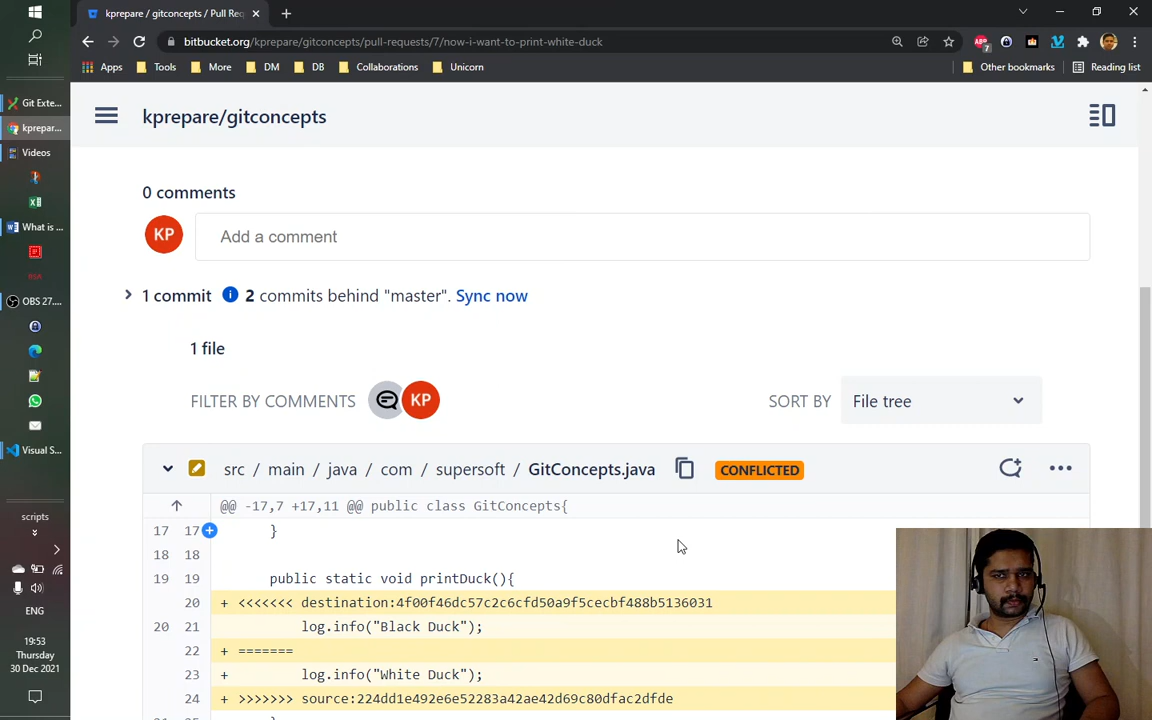 kprepare / gitconcepts / Pull Req
bitbucket.org/kprepare/gitconcepts/pull-requests/7/now-i-want-to-print-white-duck
ABP
7
Apps
Tools
More
DM
DB
Collaborations
Unicorn
Other bookmarks
Reading list
Git Exte...
kprepar...
Videos
What is ...
OBS 27....
Visual S...
scripts
ENG
19:53
Thursday
30 Dec 2021
kprepare/gitconcepts
0 comments
KP
Add a comment
1 commit 2 commits behind "master". Sync now
1 file
FILTER BY COMMENTS KP
SORT BY File tree
src / main / java / com / supersoft / GitConcepts.java CONFLICTED
@@ -17,7 +17,11 @@ public class GitConcepts{
17 17 }
18 18
19 19 public static void printDuck(){
20 + <<<<<<< destination:4f00f46dc57c2c6cfd50a9f5cecbf488b5136031
20 21 log.info("Black Duck");
22 + =======
23 + log.info("White Duck");
24 + >>>>>>> source:224dd1e492e6e52283a42ae42d69c80dfac2dfde